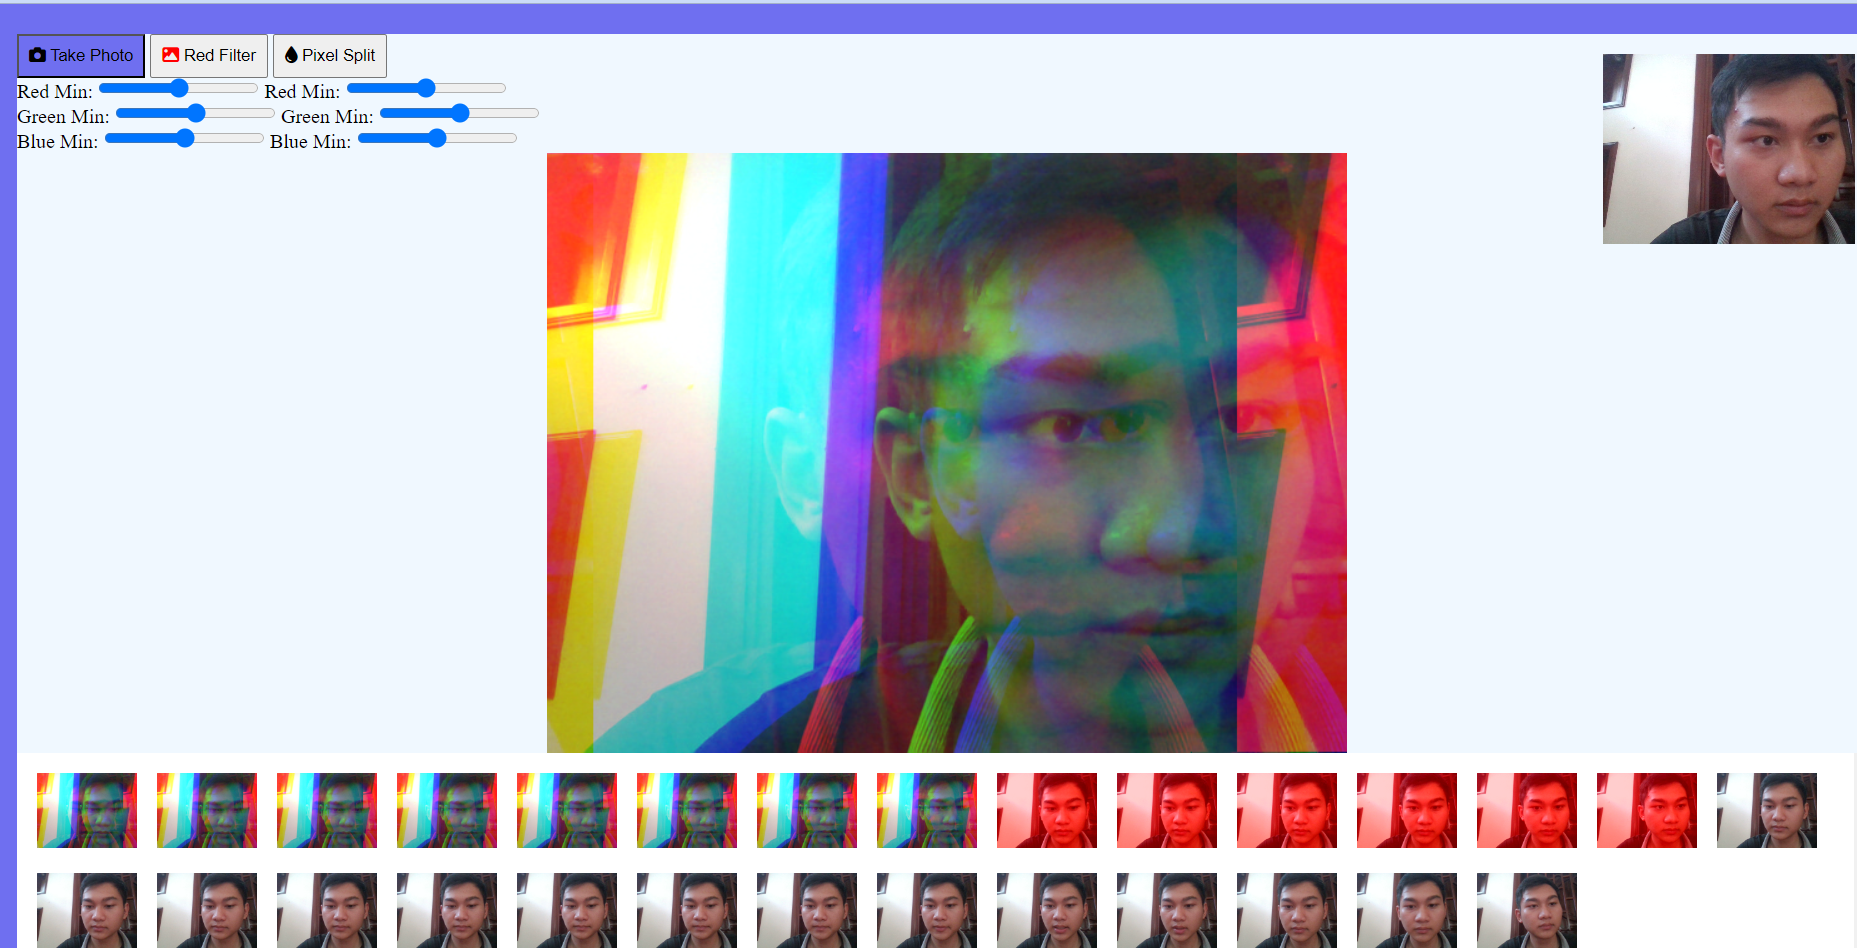 Take Photo Red Filter Pixel Split
Red Min: Red Min:
Green Min: Green Min:
Blue Min: Blue Min: